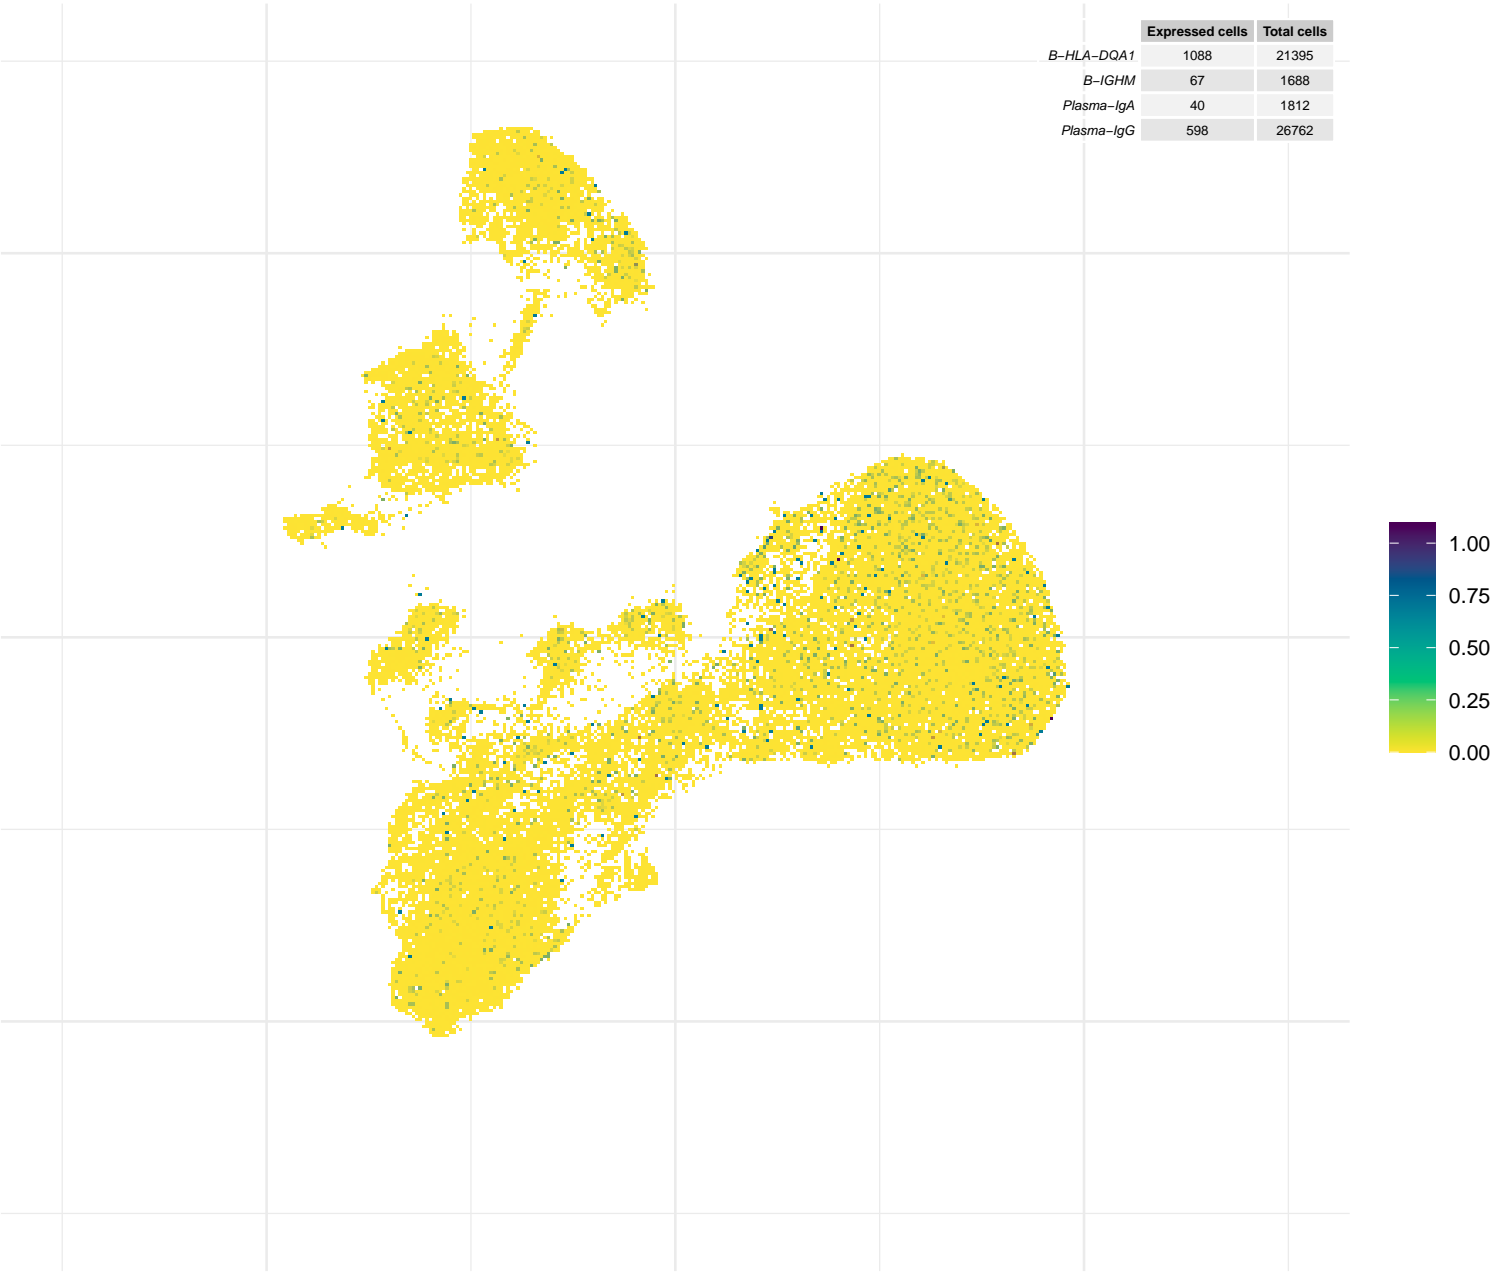 Expressed cells Total cells
B−HLA−DQA1 1088 21395
B−IGHM 67 1688
Plasma−IgA 40 1812
Plasma−IgG 598 26762
1.00
0.75
0.50
0.25
0.00